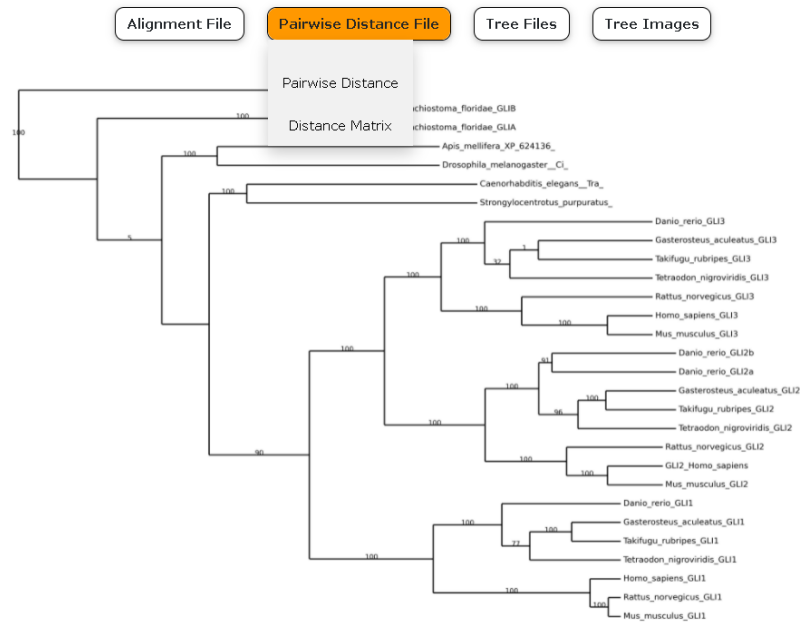 Alignment File
Pairwise Distance File
Tree Files
Tree Images
Pairwise Distance
Distance Matrix
100
100
chiostoma_floridae_GLIB
chiostoma_floridae_GLIA
Apis_mellifera_XP_624136_
100
Drosophila_melanogaster__Ci_
Caenorhabditis_elegans__Tra_
100
Strongylocentrotus_purpuratus_
5
Danio_rerio_GLI3
100
Gasterosteus_aculeatus_GLI3
1
Takifugu_rubripes_GLI3
32
Tetraodon_nigroviridis_GLI3
100
Rattus_norvegicus_GLI3
100
Homo_sapiens_GLI3
100
Mus_musculus_GLI3
100
Danio_rerio_GLI2b
91
Danio_rerio_GLI2a
100
Gasterosteus_aculeatus_GLI2
100
Takifugu_rubripes_GLI2
96
Tetraodon_nigroviridis_GLI2
100
Rattus_norvegicus_GLI2
100
GLI2_Homo_sapiens
100
Mus_musculus_GLI2
90
Danio_rerio_GLI1
100
Gasterosteus_aculeatus_GLI1
100
Takifugu_rubripes_GLI1
77
Tetraodon_nigroviridis_GLI1
100
Homo_sapiens_GLI1
100
Rattus_norvegicus_GLI1
100
Mus_musculus_GLI1